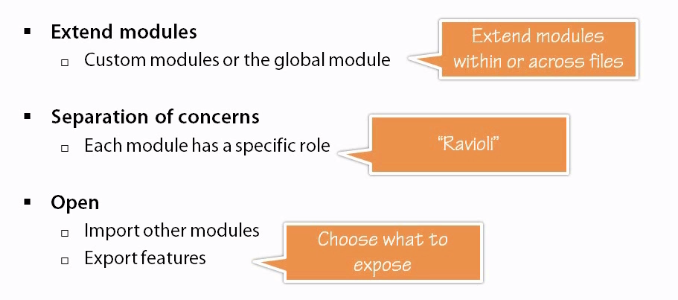 Extend modules
Custom modules or the global module
Extend modules
within or across files
Separation of concerns
Each module has a specific role
"Ravioli"
Open
Import other modules
Export features
Choose what to
expose